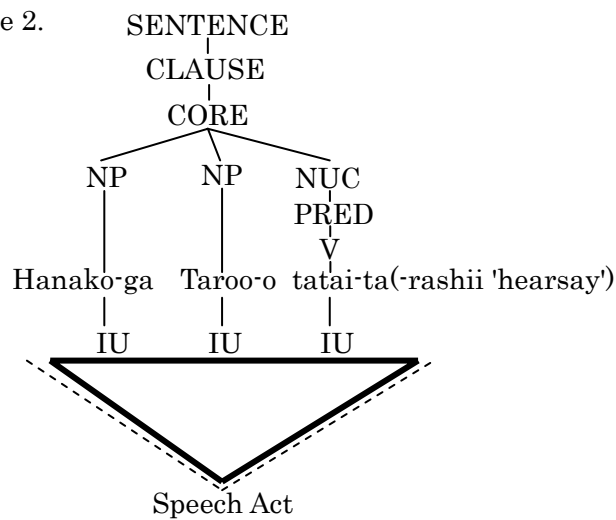 e 2.
SENTENCE
CLAUSE
CORE
NP NP NUC
PRED
V
Hanako-ga Taroo-o tatai-ta(-rashii 'hearsay')
IU IU IU
Speech Act